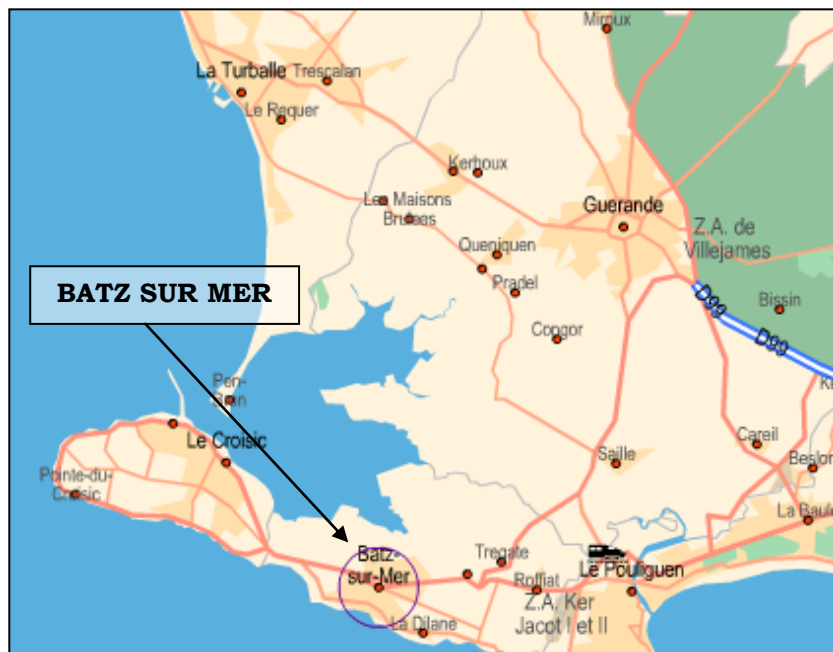 Miroux
La Turballe
Trescalan
Le Requer
Kerhoux
Les Maisons
Brulees
Guerande
Z.A. de
Villejames
Queniquen
Pradel
BATZ SUR MER
D99
D99
Bissin
Congor
Pen-
Bron
Le Croisic
Saille
Careil
Beslon
Pointe-du-
Croisic
La Baule
Batz-
sur-Mer
Tregate
Roffiat
Le Pouliguen
Z.A. Ker
Jacot I et II
La Dilane